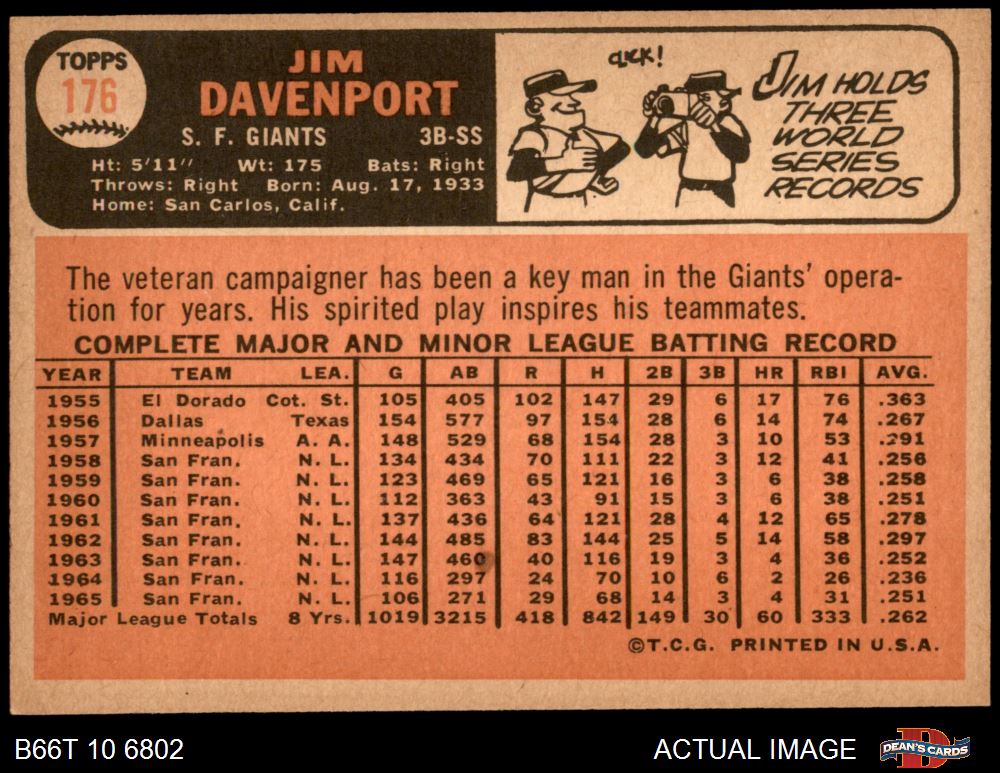 TOPPS
176
JIM
DAVENPORT
S. F. GIANTS 3B-SS
Ht: 5'11" Wt: 175 Bats: Right
Throws: Right Born: Aug. 17, 1933
Home: San Carlos, Calif.
CLICK!
JIM HOLDS
THREE
WORLD
SERIES
RECORDS
The veteran campaigner has been a key man in the Giants' opera-
tion for years. His spirited play inspires his teammates.
COMPLETE MAJOR AND MINOR LEAGUE BATTING RECORD
YEAR TEAM LEA. G AB R H 2B 3B HR RBI AVG.
1955 El Dorado Cot. St. 105 405 102 147 29 6 17 76 .363
1956 Dallas Texas 154 577 97 154 28 6 14 74 .267
1957 Minneapolis A. A. 148 529 68 154 28 3 10 53 .291
1958 San Fran. N. L. 134 434 70 111 22 3 12 41 .256
1959 San Fran. N. L. 123 469 65 121 16 3 6 38 .258
1960 San Fran. N. L. 112 363 43 91 15 3 6 38 .251
1961 San Fran. N. L. 137 436 64 121 28 4 12 65 .278
1962 San Fran. N. L. 144 485 83 144 25 5 14 58 .297
1963 San Fran. N. L. 147 460 40 116 19 3 4 36 .252
1964 San Fran. N. L. 116 297 24 70 10 6 2 26 .236
1965 San Fran. N. L. 106 271 29 68 14 3 4 31 .251
Major League Totals 8 Yrs. 1019 3215 418 842 149 30 60 333 .262
©T.C.G. PRINTED IN U.S.A.
B66T 10 6802 ACTUAL IMAGE DEAN'S CARDS